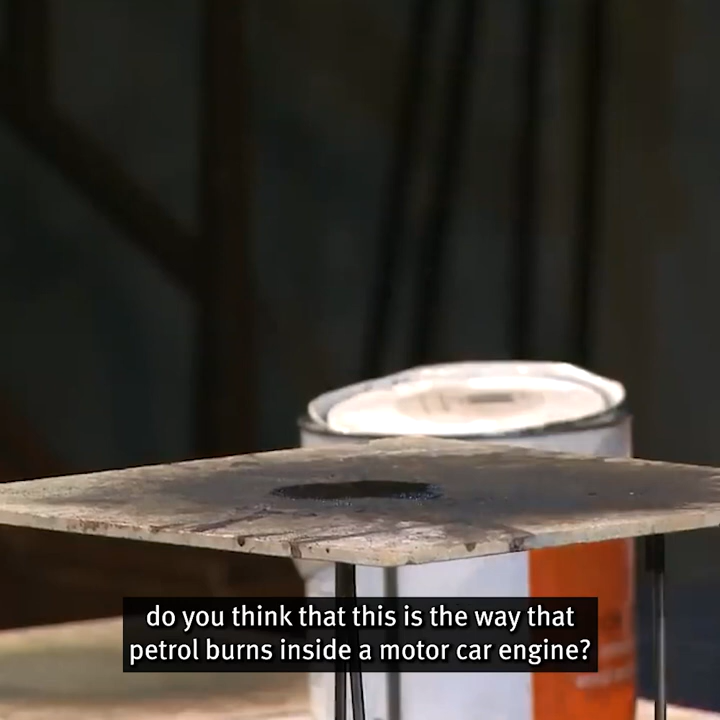 do you think that this is the way that
petrol burns inside a motor car engine?